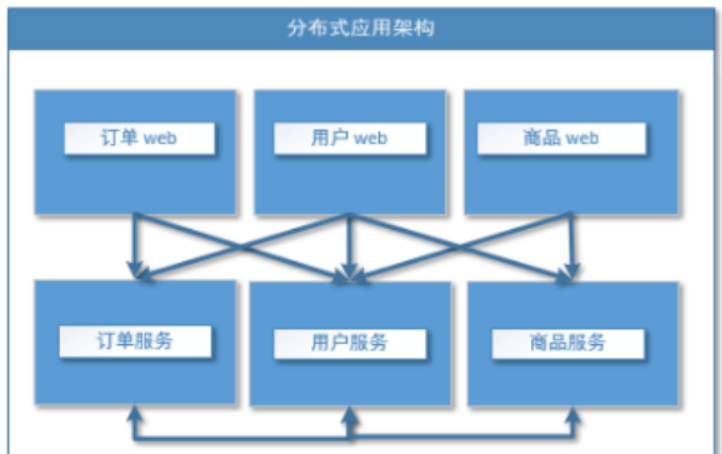 分布式应用架构
订单 web
用户 web
商品 web
订单服务
用户服务
商品服务